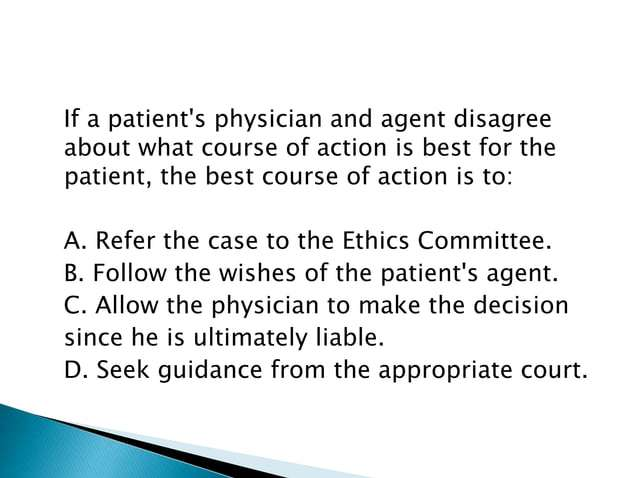 If a patient's physician and agent disagree
about what course of action is best for the
patient, the best course of action is to:
A. Refer the case to the Ethics Committee.
B. Follow the wishes of the patient's agent.
C. Allow the physician to make the decision
since he is ultimately liable.
D. Seek guidance from the appropriate court.